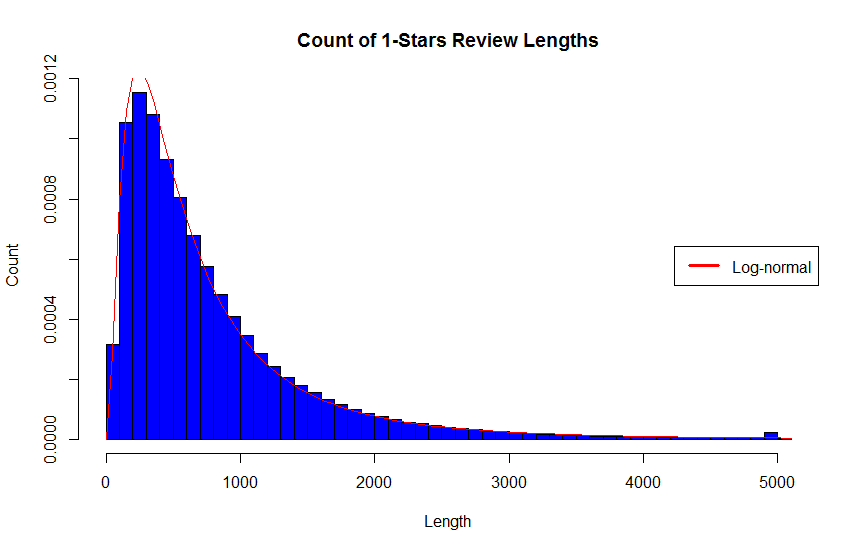 Count of 1-Stars Review Lengths
Count
0.0012
0.0008
0.0004
0.0000
Log-normal
0 1000 2000 3000 4000 5000
Length